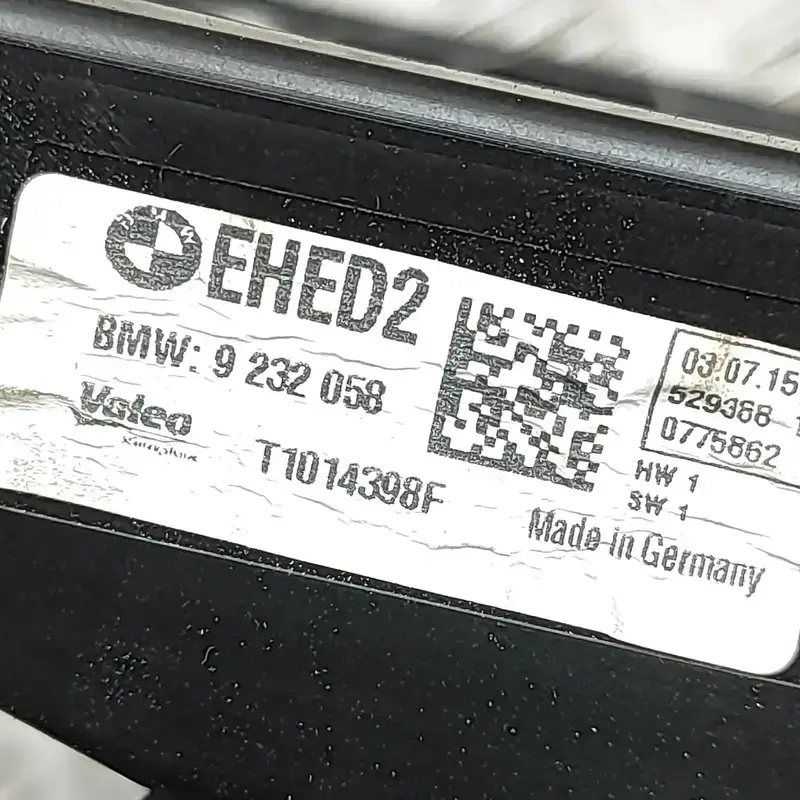 BMW EHED2
BMW: 9 232 058
Valeo
T1014398F
03.07.15
529368
0775862
HW 1
SW 1
Made in Germany